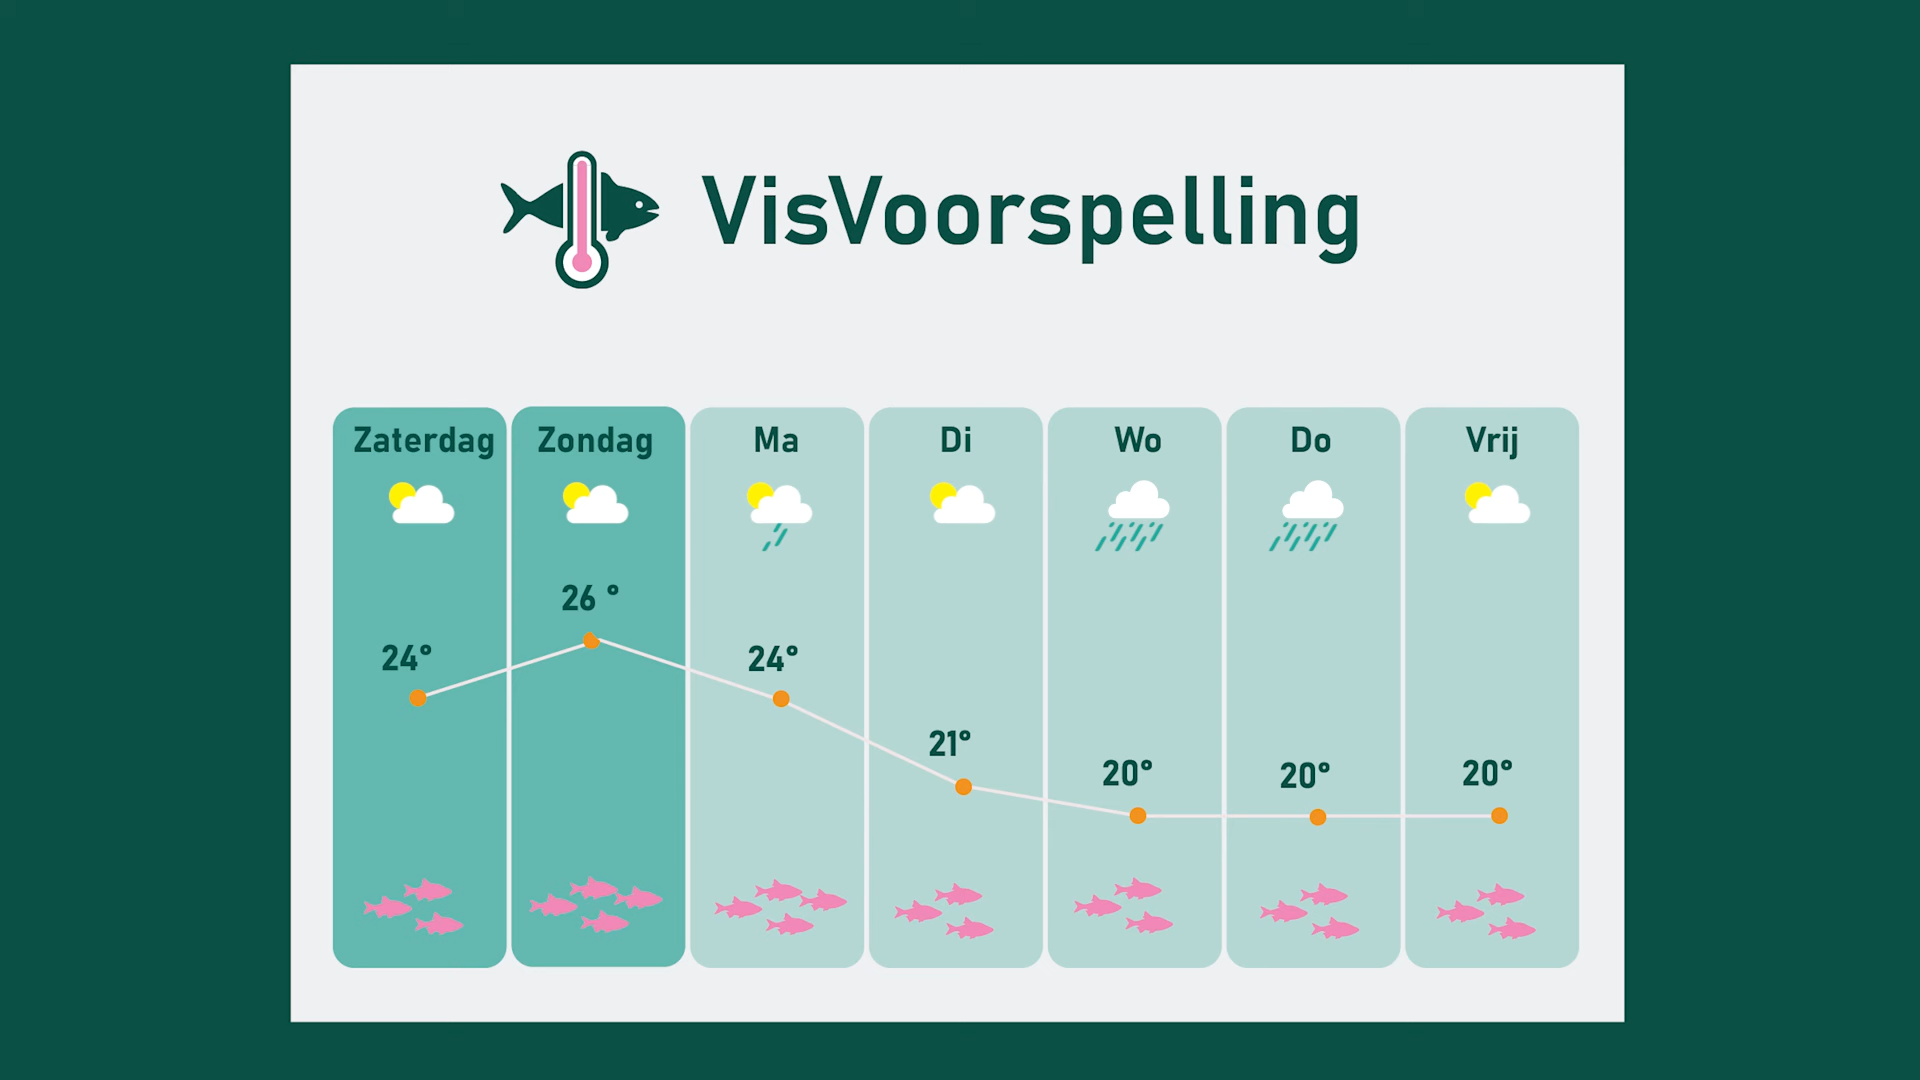 VisVoorspelling
Zaterdag Zondag Ma Di Wo Do Vrij
24° 26 ° 24° 21° 20° 20° 20°